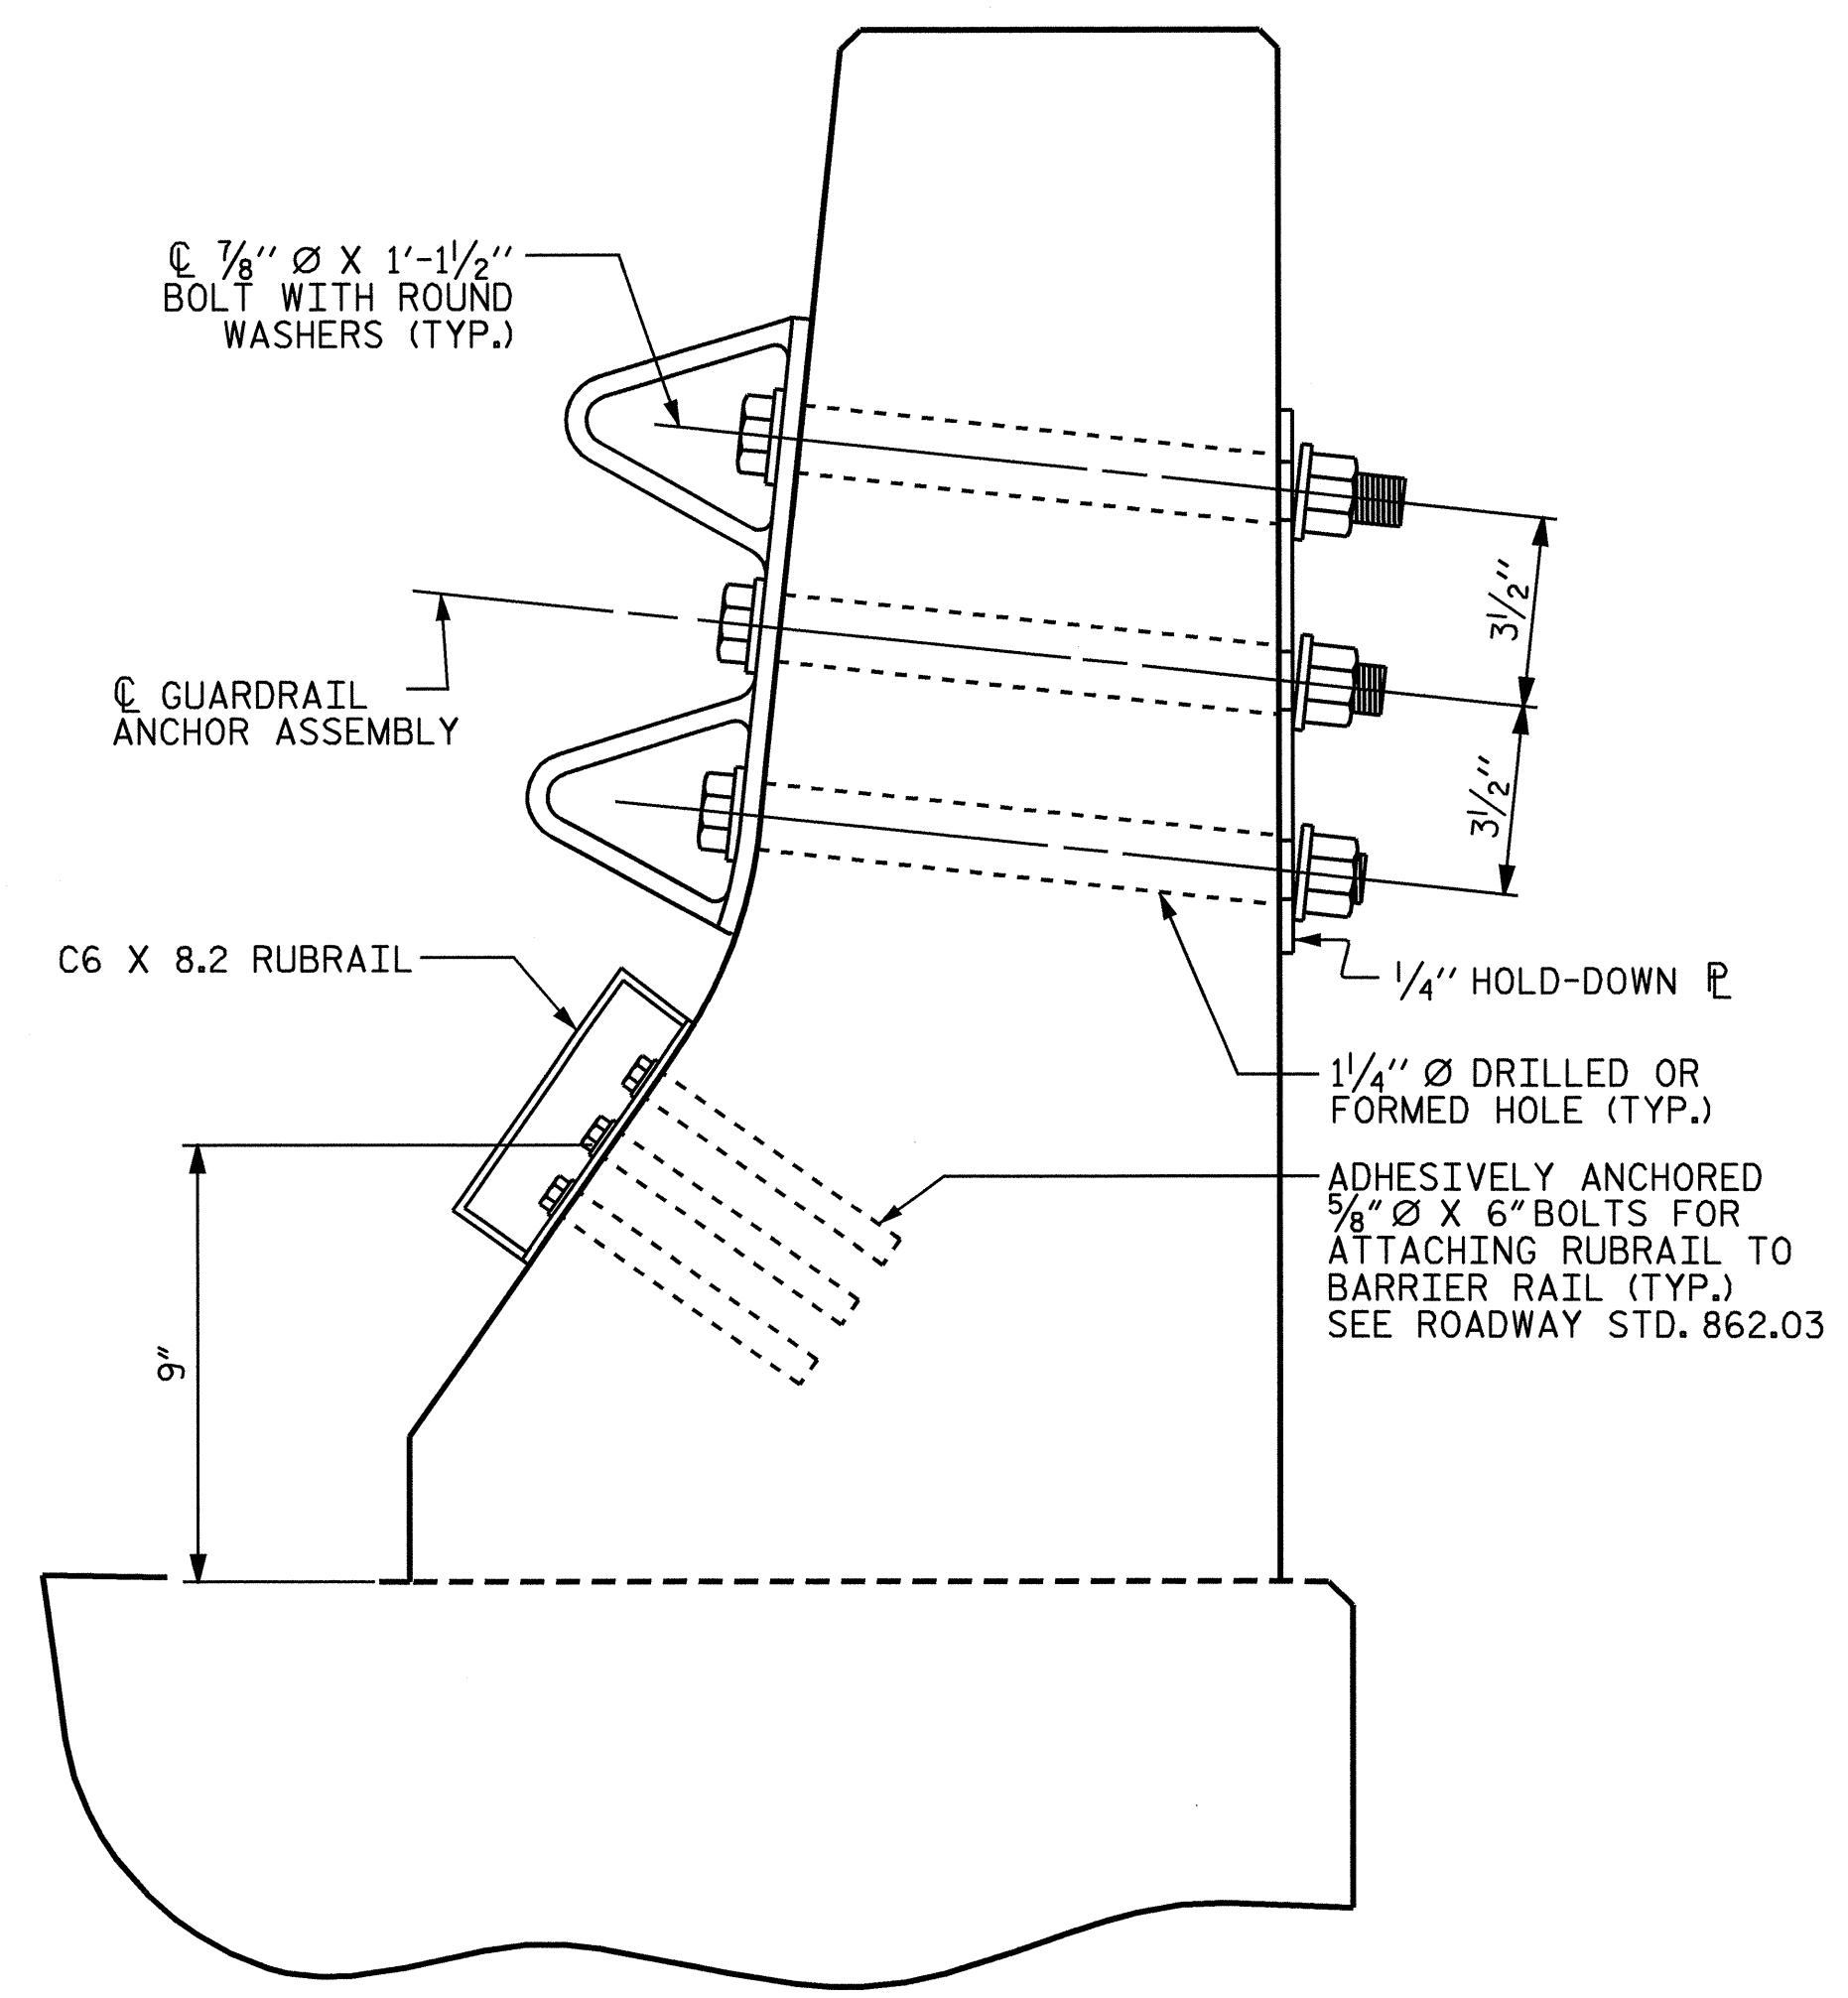 ℄ 7/8" Ø X 1'-1 1/2"
BOLT WITH ROUND
WASHERS (TYP.)
3 1/2"
℄ GUARDRAIL
ANCHOR ASSEMBLY
3 1/2"
C6 X 8.2 RUBRAIL
1/4" HOLD-DOWN PL
1 1/4" Ø DRILLED OR
FORMED HOLE (TYP.)
ADHESIVELY ANCHORED
5/8" Ø X 6" BOLTS FOR
ATTACHING RUBRAIL TO
BARRIER RAIL (TYP.)
SEE ROADWAY STD. 862.03
9"